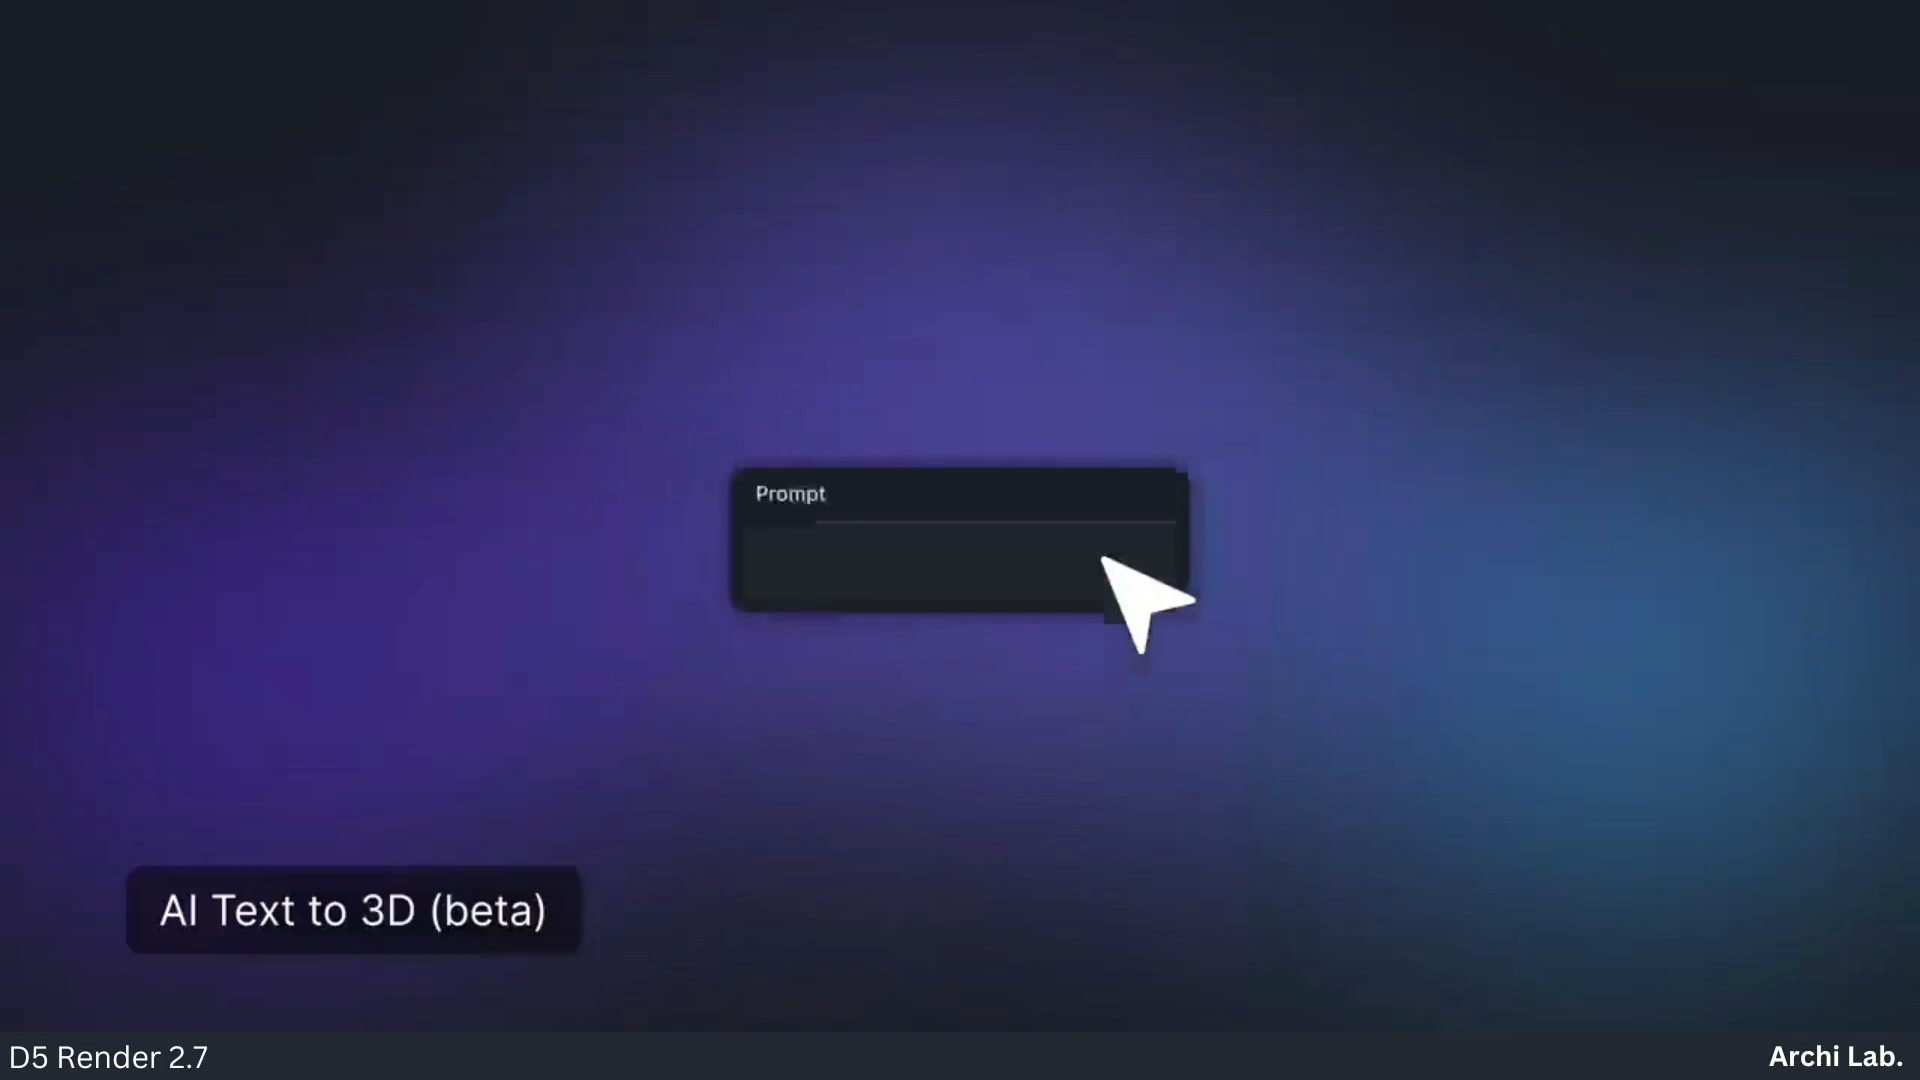 Prompt
AI Text to 3D (beta)
D5 Render 2.7
Archi Lab.